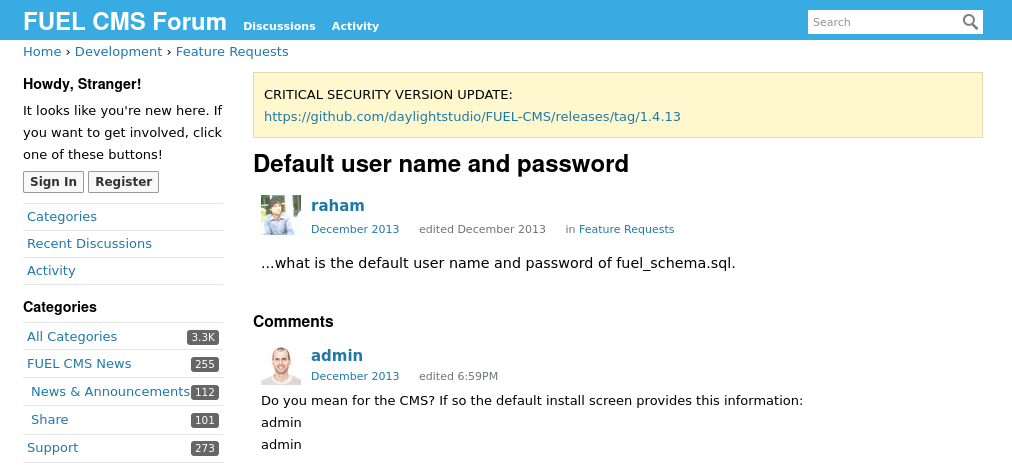 FUEL CMS Forum Discussions Activity Search
Home › Development › Feature Requests
Howdy, Stranger!
It looks like you're new here. If
you want to get involved, click
one of these buttons!
Sign In Register
Categories
Recent Discussions
Activity
Categories
All Categories 3.3K
FUEL CMS News 255
News & Announcements 112
Share 101
Support 273
CRITICAL SECURITY VERSION UPDATE:
https://github.com/daylightstudio/FUEL-CMS/releases/tag/1.4.13
Default user name and password
raham
December 2013 edited December 2013 in Feature Requests
...what is the default user name and password of fuel_schema.sql.
Comments
admin
December 2013 edited 6:59PM
Do you mean for the CMS? If so the default install screen provides this information:
admin
admin